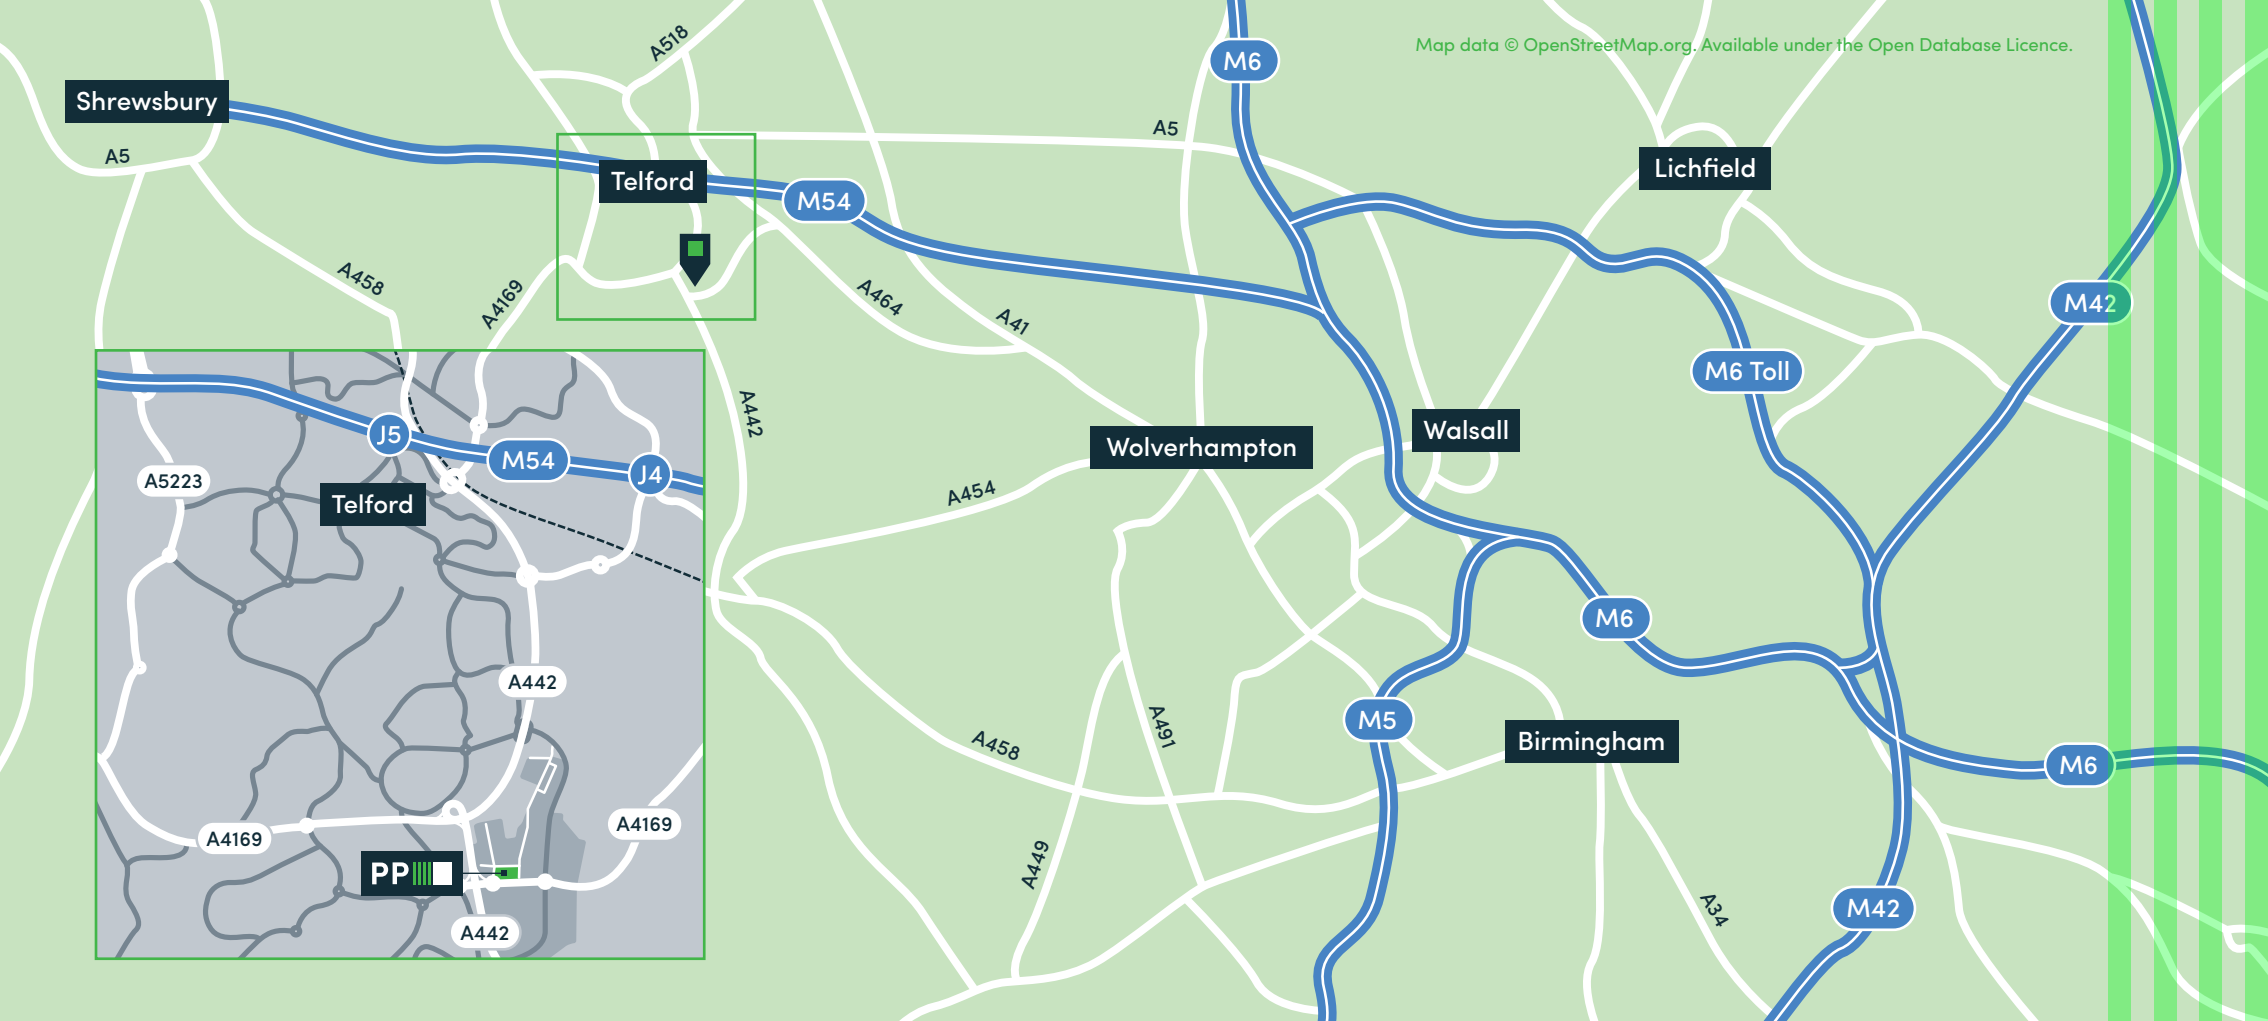 Map data © OpenStreetMap.org. Available under the Open Database Licence.
A518
M6
Shrewsbury
A5
A5
Lichfield
Telford
M54
A458
A4169
A464
A41
M42
M6 Toll
A442
Walsall
Wolverhampton
A454
J5
M54
J4
A5223
Telford
A442
A4169
A4169
PP
A442
M6
M5
A491
A458
Birmingham
M6
A449
A34
M42